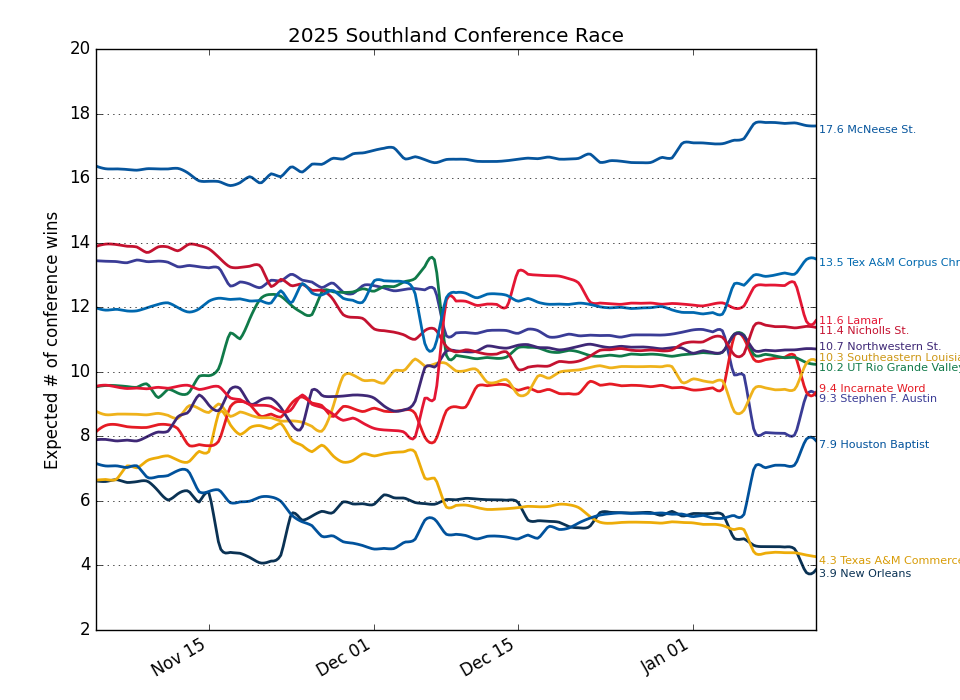 2025 Southland Conference Race
Expected # of conference wins
20
18
16
14
12
10
8
6
4
2
Nov 15
Dec 01
Dec 15
Jan 01
17.6 McNeese St.
13.5 Tex A&M Corpus Chr
11.6 Lamar
11.4 Nicholls St.
10.7 Northwestern St.
10.3 Southeastern Louisia
10.2 UT Rio Grande Valley
9.4 Incarnate Word
9.3 Stephen F. Austin
7.9 Houston Baptist
4.3 Texas A&M Commerce
3.9 New Orleans